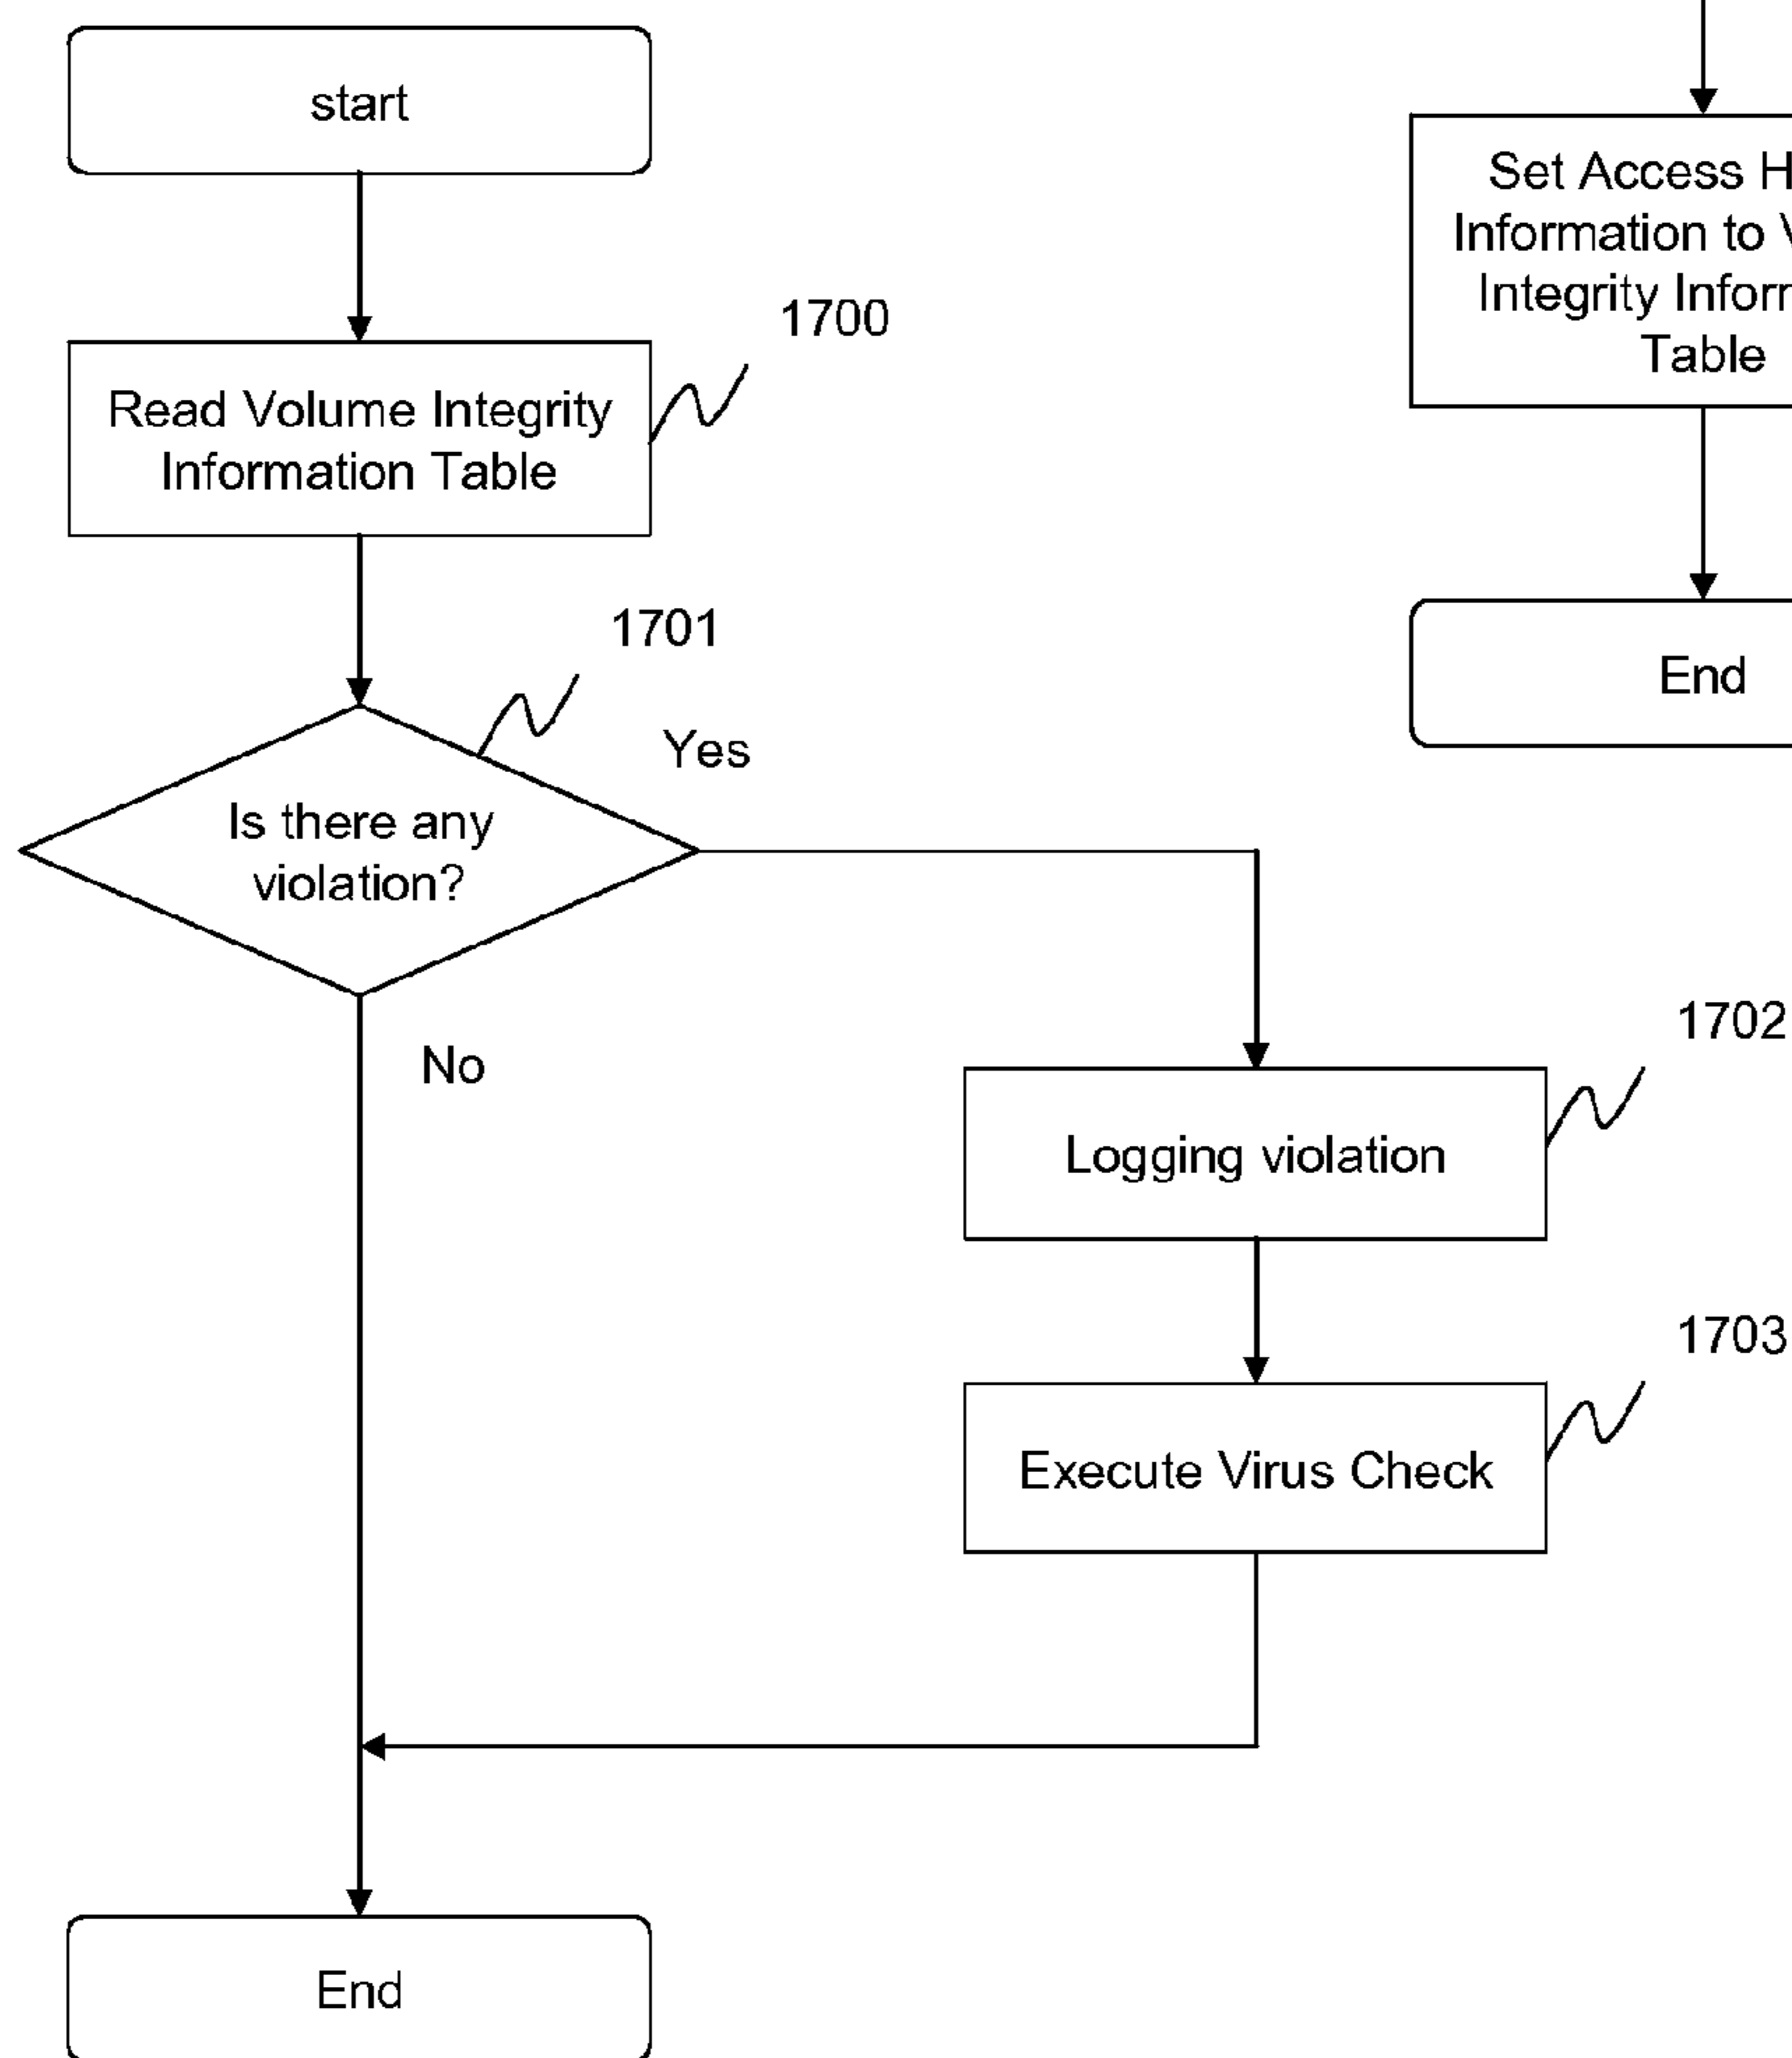 start
1700
Read Volume Integrity
Information Table
1701
Yes
Is there any
violation?
No
1702
Logging violation
1703
Execute Virus Check
End
Set Access
Information to
Integrity
Table
End